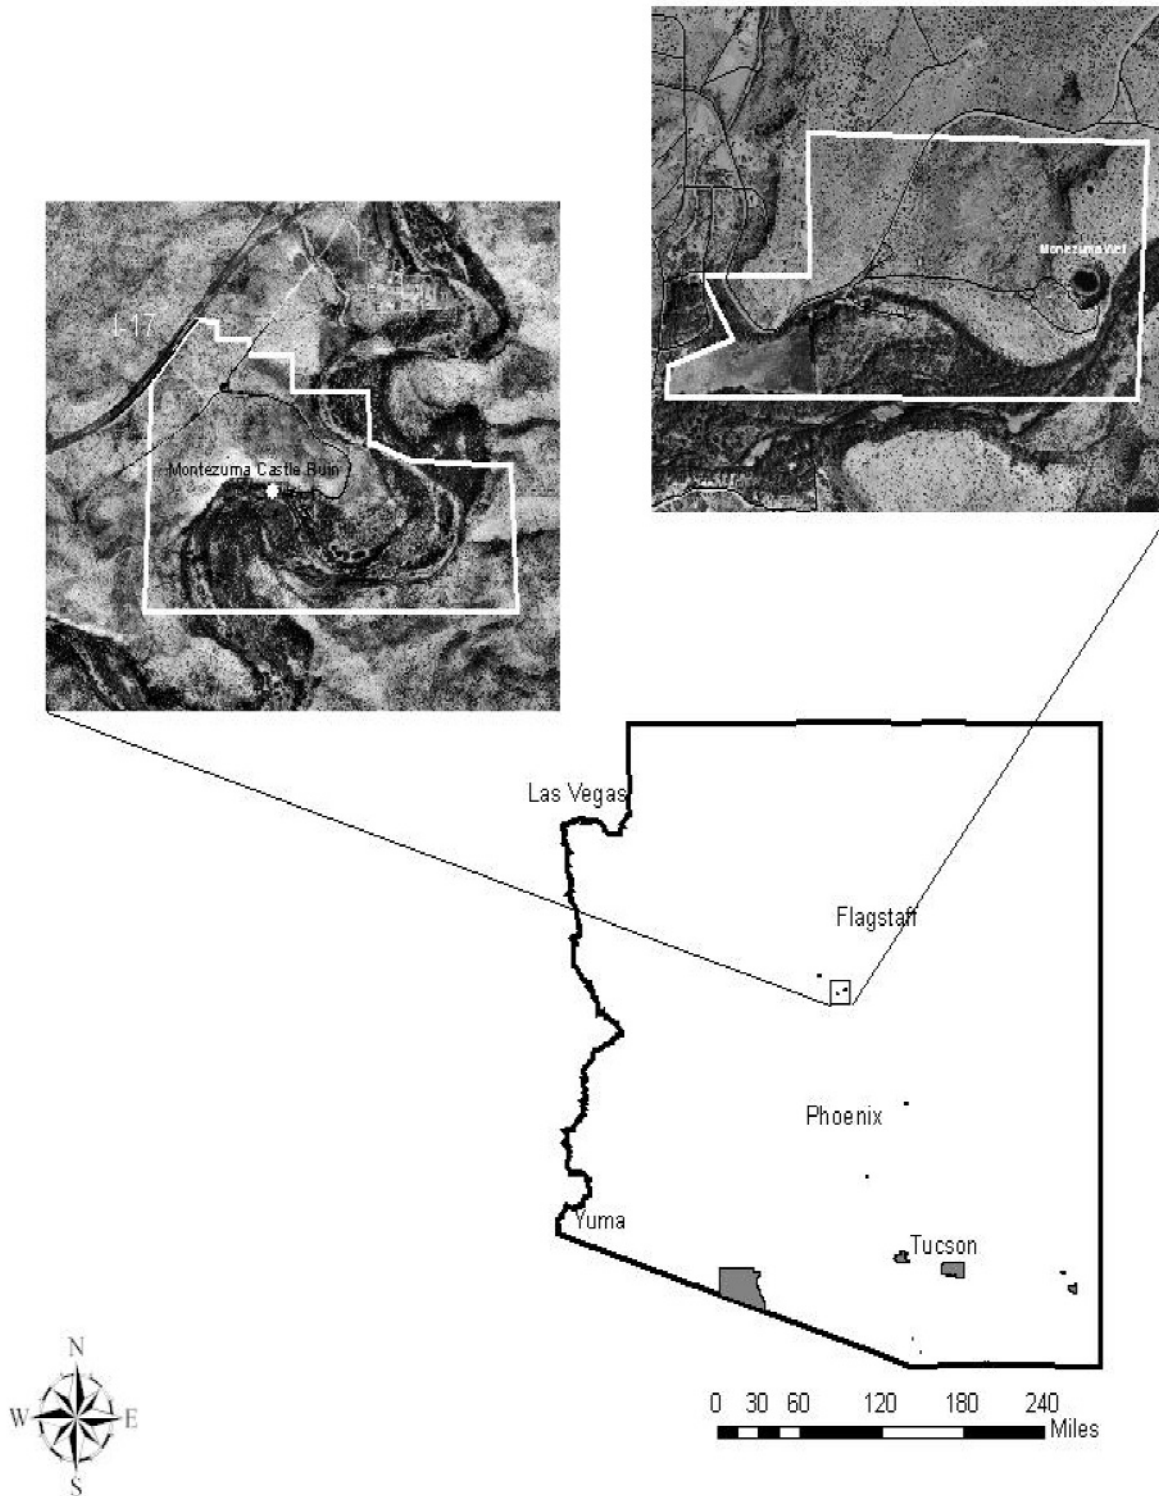 Montezuma Well
I-17
Montezuma Castle Ruin
Las Vegas
Flagstaff
Phoenix
Yuma
Tucson
N
W E
S
0 30 60 120 180 240
Miles